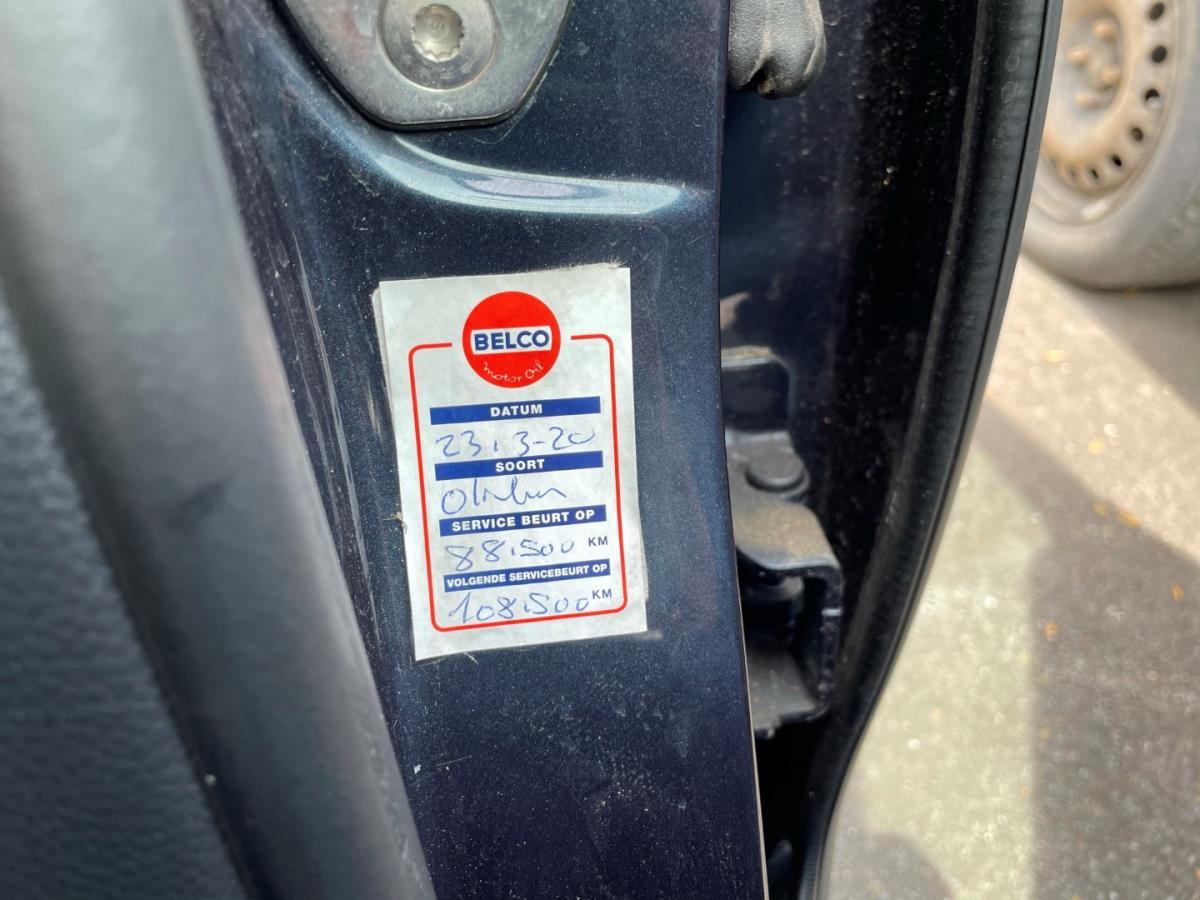 BELCO
motor oil
DATUM
23.3-20
SOORT
SERVICE BEURT OP
88.500 KM
VOLGENDE SERVICEBEURT OP
108.500 KM